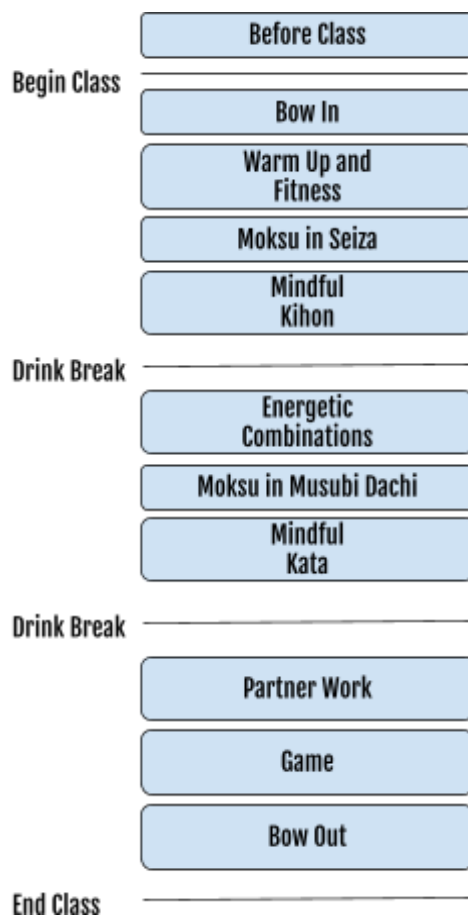 Before Class
Begin Class
Bow In
Warm Up and
Fitness
Moksu in Seiza
Mindful
Kihon
Drink Break
Energetic
Combinations
Moksu in Musubi Dachi
Mindful
Kata
Drink Break
Partner Work
Game
Bow Out
End Class